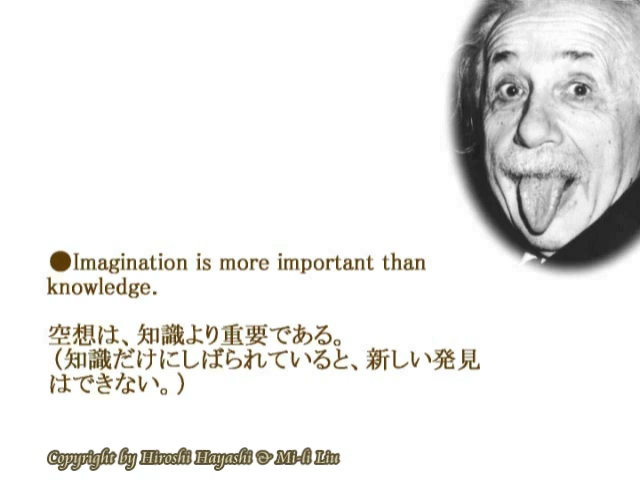 ●Imagination is more important than
knowledge.
空想は、知識より重要である。
（知識だけにしばられていると、新しい発見
はできない。）
Copyright by Hiroshi Hayashi & Mi-li Liu